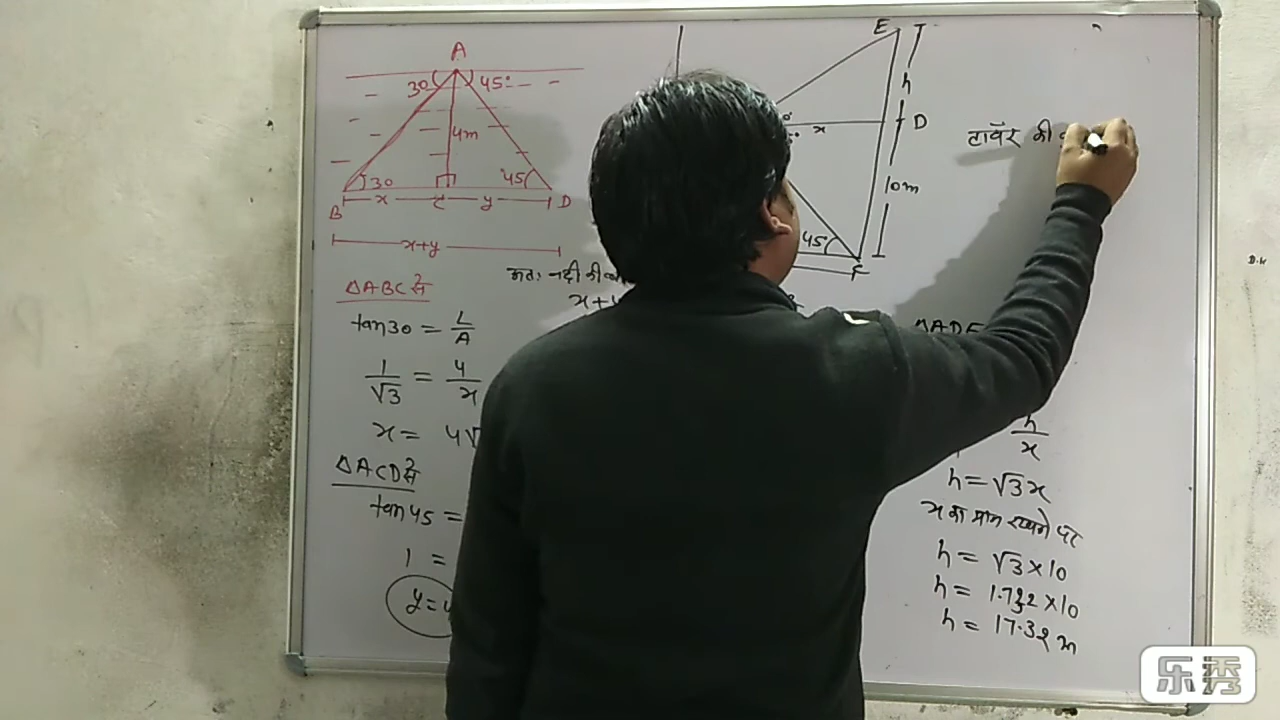 A
30 45°
4m
30 45
B x c y D
x+y
ΔABC से
tan30 = L/A
1/√3 = 4/x
x = 4√
ΔACD से
tan45 =
1 =
y=4
अतः नदी की
x+y
E
h
x D
10m
45
ΔADE
h/x
h = √3x
x का मान रखने पर
h = √3×10
h = 1.732×10
h = 17.32 m
टावर की
乐秀